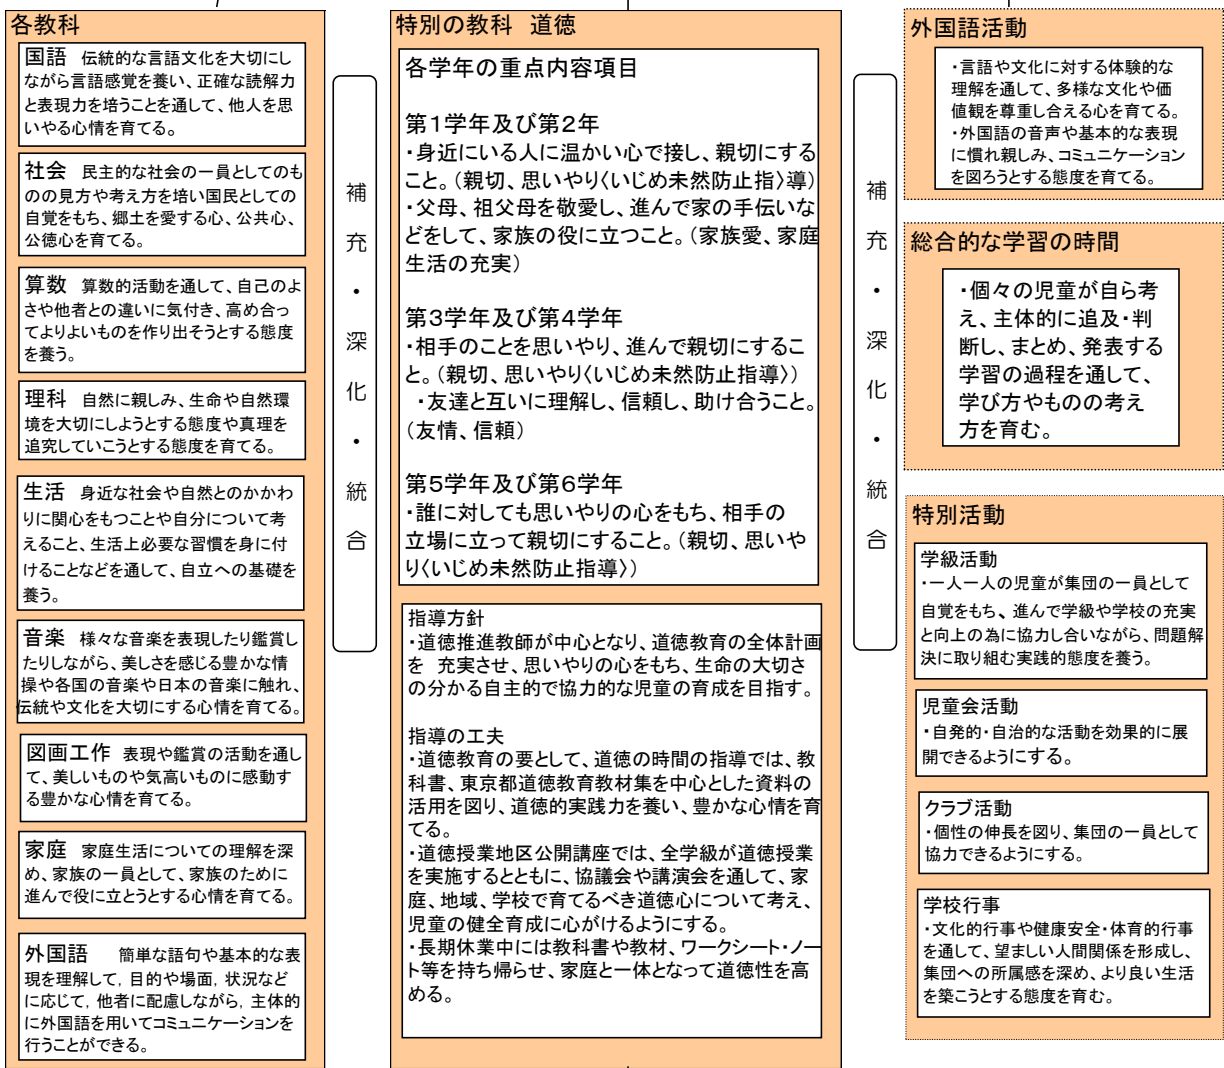 各教科
国語 伝統的な言語文化を大切にし
ながら言語感覚を養い、正確な読解力
と表現力を培うことを通して、他人を思
いやる心情を育てる。
社会 民主的な社会の一員としてのも
のの見方や考え方を培い国民としての
自覚をもち、郷土を愛する心、公共心、
公徳心を育てる。
算数 算数的活動を通して、自己のよ
さや他者との違いに気付き、高め合っ
てよりよいものを作り出そうとする態度
を養う。
理科 自然に親しみ、生命や自然環
境を大切にしようとする態度や真理を
追究していこうとする態度を育てる。
生活 身近な社会や自然とのかかわ
りに関心をもつことや自分について考
えること、生活上必要な習慣を身に付
けることなどを通して、自立への基礎を
養う。
音楽 様々な音楽を表現したり鑑賞し
たりしながら、美しさを感じる豊かな情
操や各国の音楽や日本の音楽に触れ、
伝統や文化を大切にする心情を育てる。
図画工作 表現や鑑賞の活動を通し
て、美しいものや気高いものに感動す
る豊かな心情を育てる。
家庭 家庭生活についての理解を深
め、家族の一員として、家族のために
進んで役に立とうとする心情を育てる。
外国語 簡単な語句や基本的な表
現を理解して,目的や場面,状況など
に応じて,他者に配慮しながら,主体的
に外国語を用いてコミュニケーションを
行うことができる。
補充・深化・統合
特別の教科 道徳
各学年の重点内容項目
第1学年及び第2年
・身近にいる人に温かい心で接し、親切にする
こと。(親切、思いやり〈いじめ未然防止指〉導)
・父母、祖父母を敬愛し、進んで家の手伝いな
どをして、家族の役に立つこと。(家族愛、家庭
生活の充実)
第3学年及び第4学年
・相手のことを思いやり、進んで親切にするこ
と。(親切、思いやり〈いじめ未然防止指導〉)
・友達と互いに理解し、信頼し、助け合うこと。
(友情、信頼)
第5学年及び第6学年
・誰に対しても思いやりの心をもち、相手の
立場に立って親切にすること。(親切、思いや
り〈いじめ未然防止指導〉)
指導方針
・道徳推進教師が中心となり、道徳教育の全体計画
を 充実させ、思いやりの心をもち、生命の大切さ
の分かる自主的で協力的な児童の育成を目指す。
指導の工夫
・道徳教育の要として、道徳の時間の指導では、教
科書、東京都道徳教育教材集を中心とした資料の
活用を図り、道徳的実践力を養い、豊かな心情を育
てる。
・道徳授業地区公開講座では、全学級が道徳授業
を実施するとともに、協議会や講演会を通して、家
庭、地域、学校で育てるべき道徳心について考え、
児童の健全育成に心がけるようにする。
・長期休業中には教科書や教材、ワークシート・ノー
ト等を持ち帰らせ、家庭と一体となって道徳性を高
める。
補充・深化・統合
外国語活動
・言語や文化に対する体験的な
理解を通して、多様な文化や価
値観を尊重し合える心を育てる。
・外国語の音声や基本的な表現
に慣れ親しみ、コミュニケーション
を図ろうとする態度を育てる。
総合的な学習の時間
・個々の児童が自ら考
え、主体的に追及・判
断し、まとめ、発表する
学習の過程を通して、
学び方やものの考え
方を育む。
特別活動
学級活動
・一人一人の児童が集団の一員として
自覚をもち、進んで学級や学校の充実
と向上の為に協力し合いながら、問題解
決に取り組む実践的態度を養う。
児童会活動
・自発的・自治的な活動を効果的に展
開できるようにする。
クラブ活動
・個性の伸長を図り、集団の一員として
協力できるようにする。
学校行事
・文化的行事や健康安全・体育的行事
を通して、望ましい人間関係を形成し、
集団への所属感を深め、より良い生活
を築こうとする態度を育む。